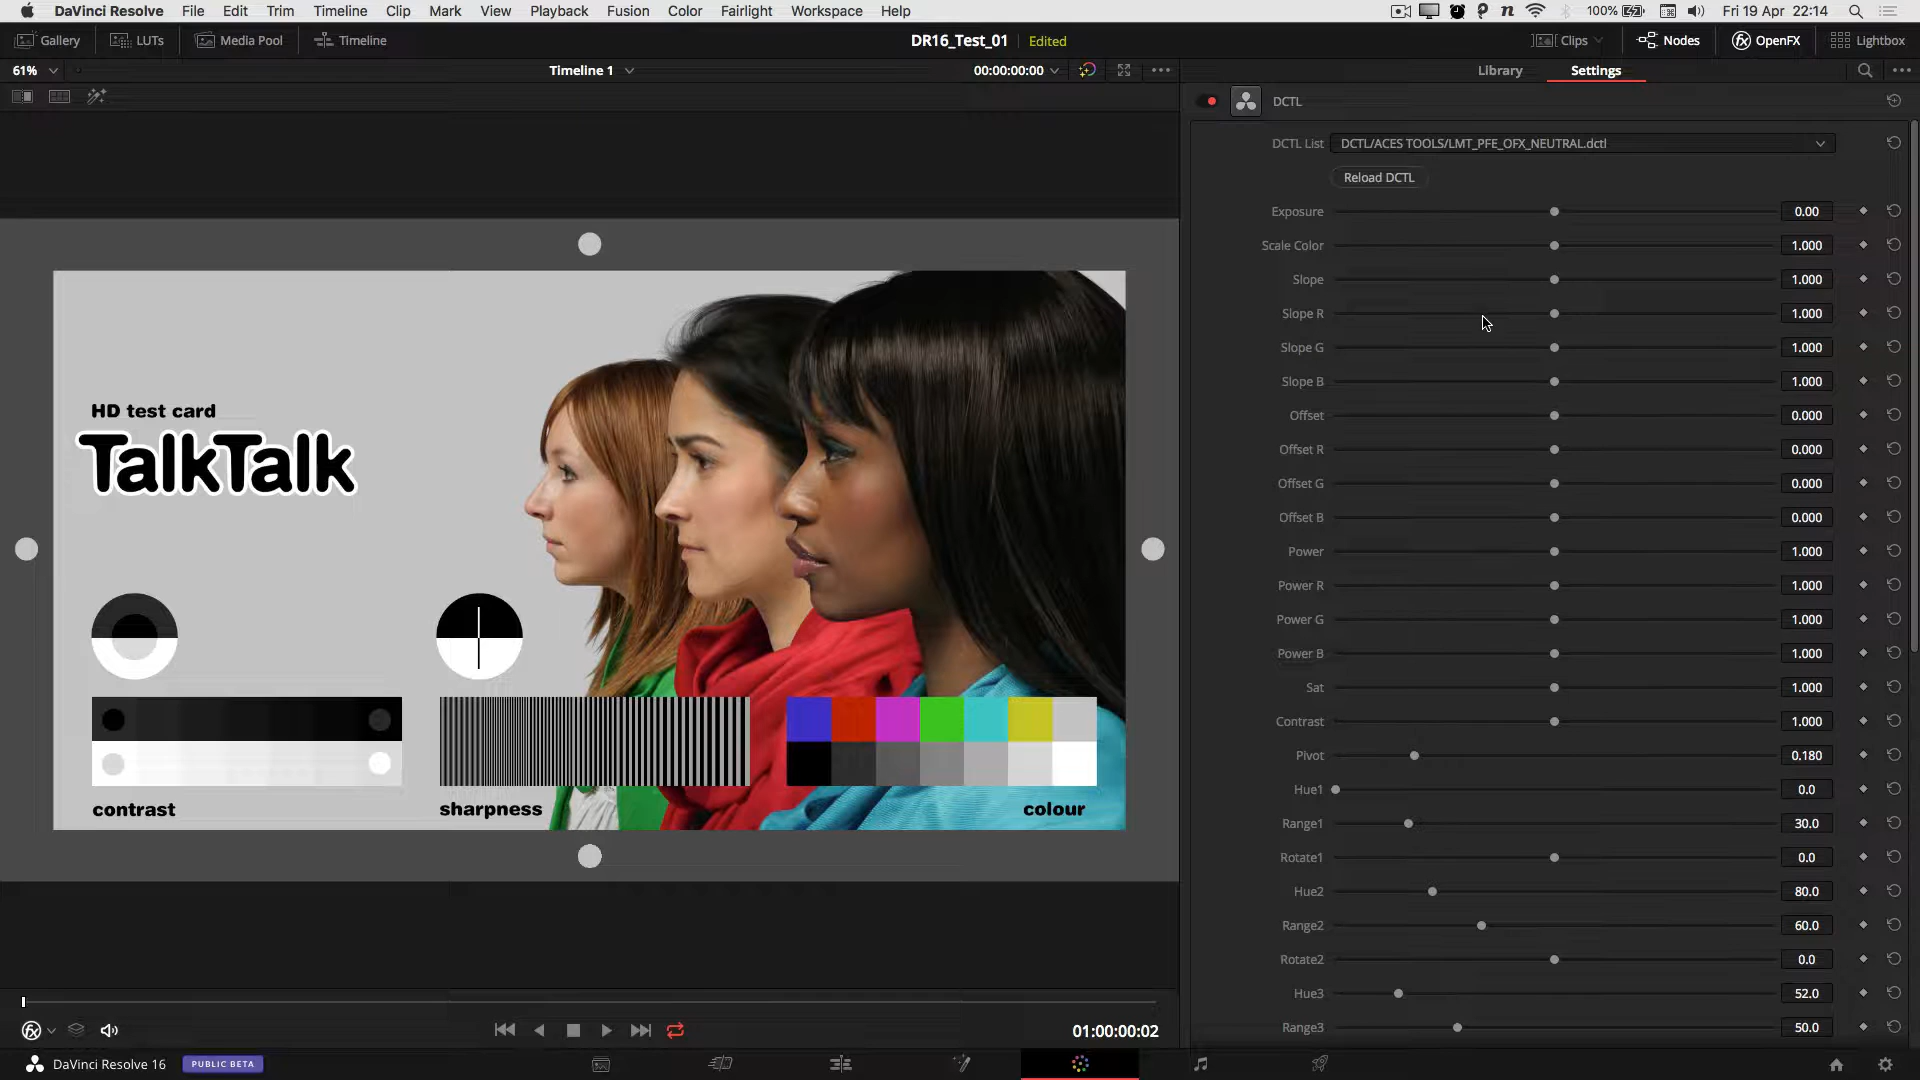 DaVinci Resolve File Edit Trim Timeline Clip Mark View Playback Fusion Color Fairlight Workspace Help 100% Fri 19 Apr 22:14
Gallery LUTs Media Pool Timeline DR16_Test_01 Edited Clips Nodes OpenFX Lightbox
61% Timeline 1 00:00:00:00 Library Settings
DCTL
DCTL List DCTL/ACES TOOLS/LMT_PFE_OFX_NEUTRAL.dctl
Reload DCTL
Exposure 0.00
Scale Color 1.000
Slope 1.000
Slope R 1.000
Slope G 1.000
Slope B 1.000
Offset 0.000
Offset R 0.000
Offset G 0.000
Offset B 0.000
Power 1.000
Power R 1.000
Power G 1.000
Power B 1.000
Sat 1.000
Contrast 1.000
Pivot 0.180
Hue1 0.0
Range1 30.0
Rotate1 0.0
Hue2 80.0
Range2 60.0
Rotate2 0.0
Hue3 52.0
Range3 50.0
HD test card
TalkTalk
contrast sharpness colour
01:00:00:02
DaVinci Resolve 16 PUBLIC BETA